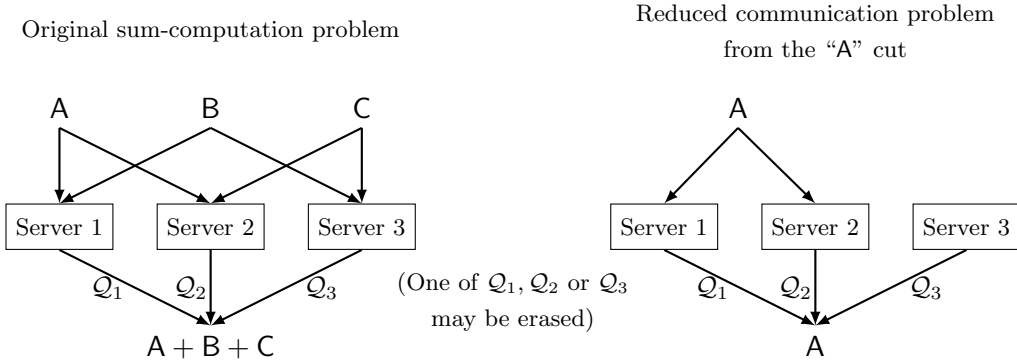 Original sum-computation problem
Reduced communication problem
from the “A” cut
A B C
A
Server 1 Server 2 Server 3
Server 1 Server 2 Server 3
𝒬₁ 𝒬₂ 𝒬₃
(One of 𝒬₁, 𝒬₂ or 𝒬₃
may be erased)
𝒬₁ 𝒬₂ 𝒬₃
A + B + C
A